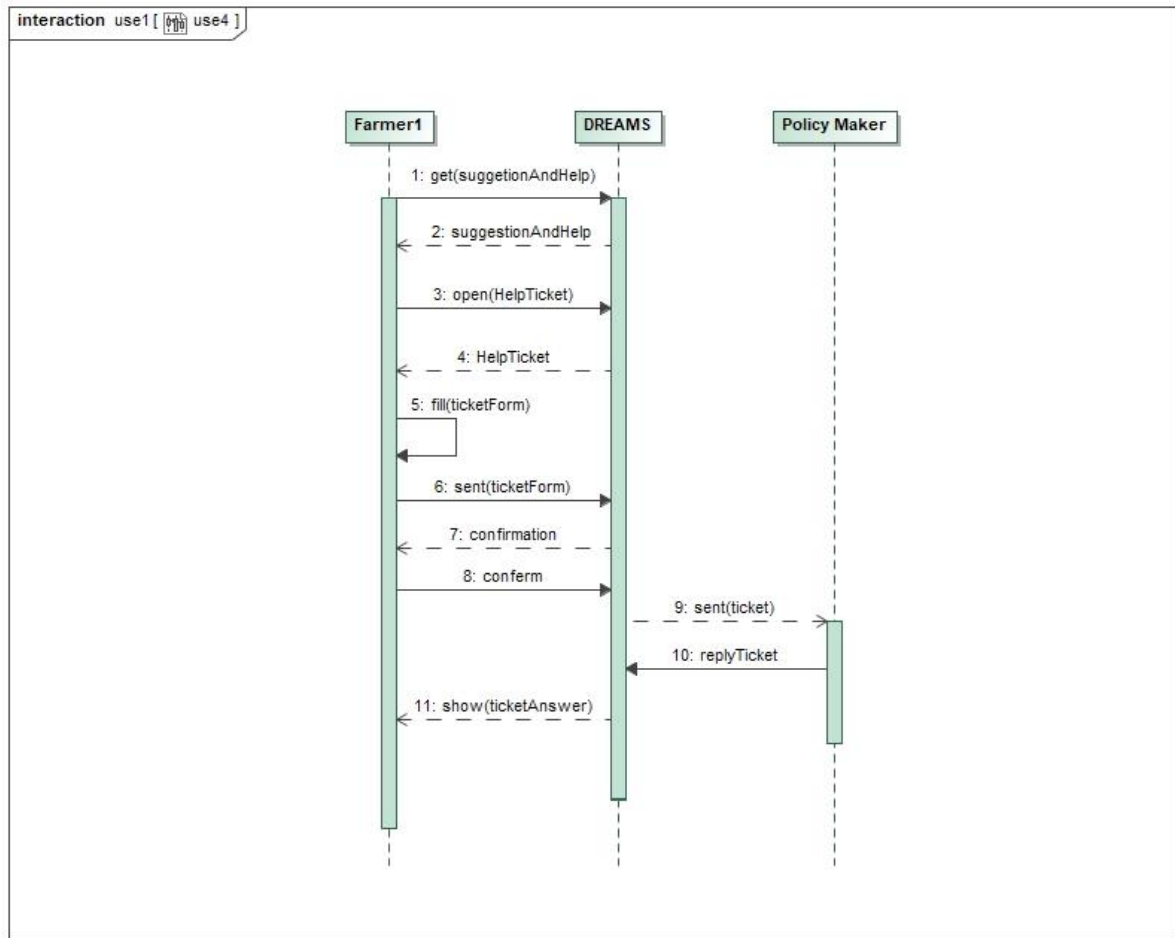 interaction use1 [ use4 ]
Farmer1
DREAMS
Policy Maker
1: get(suggetionAndHelp)
2: suggestionAndHelp
3: open(HelpTicket)
4: HelpTicket
5: fill(ticketForm)
6: sent(ticketForm)
7: confirmation
8: conferm
9: sent(ticket)
10: replyTicket
11: show(ticketAnswer)